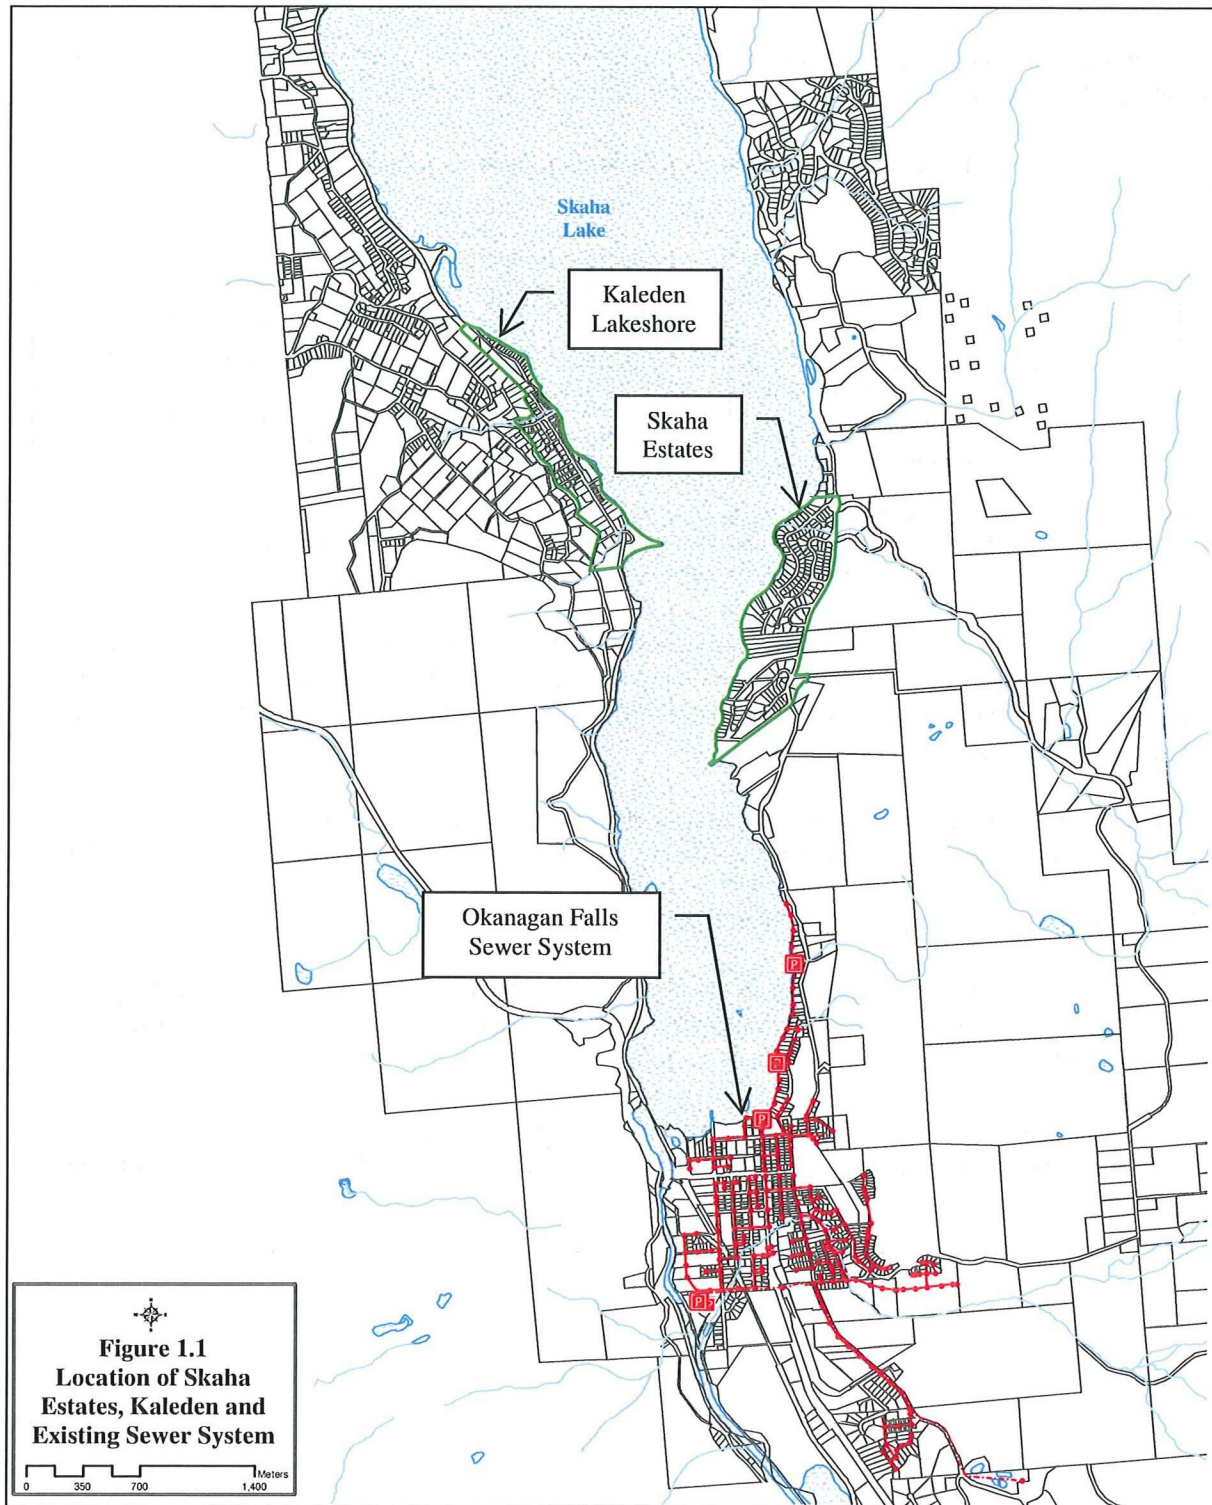 Skaha
Lake
Kaleden
Lakeshore
Skaha
Estates
Okanagan Falls
Sewer System
P
P
P
P
Figure 1.1
Location of Skaha
Estates, Kaleden and
Existing Sewer System
Meters
0 350 700 1,400